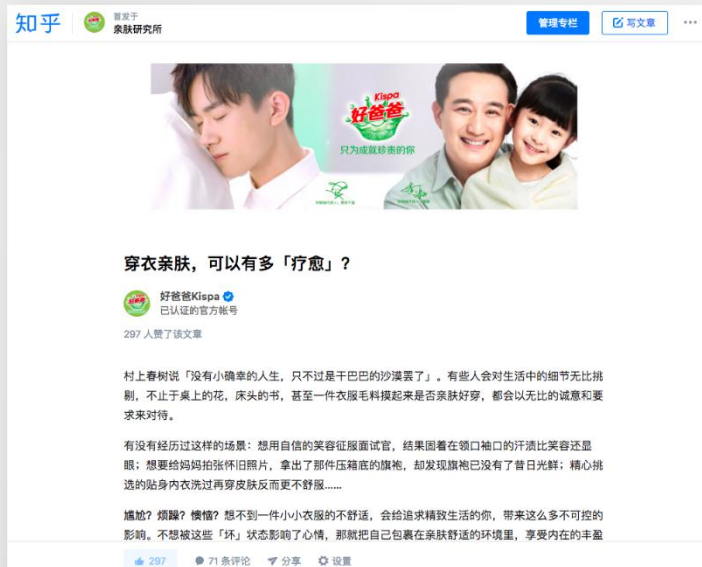 知乎
首发于
亲肤研究所
管理专栏
写文章
Kispa
好爸爸
只为成就珍贵的你
穿衣亲肤，可以有多「疗愈」？
好爸爸Kispa
已认证的官方帐号
297 人赞了该文章
村上春树说「没有小确幸的人生，只不过是干巴巴的沙漠罢了」。有些人会对生活中的细节无比挑
剔，不止于桌上的花，床头的书，甚至一件衣服毛料摸起来是否亲肤好穿，都会以无比的诚意和要
求来对待。
有没有经历过这样的场景：想用自信的笑容征服面试官，结果固着在领口袖口的汗渍比笑容还显
眼；想要给妈妈拍张怀旧照片，拿出了那件压箱底的旗袍，却发现旗袍已没有了昔日光鲜；精心挑
选的贴身内衣洗过再穿皮肤反而更不舒服……
尴尬？烦躁？懊恼？想不到一件小小衣服的不舒适，会给追求精致生活的你，带来这么多不可控的
影响。不想被这些「坏」状态影响了心情，那就把自己包裹在亲肤舒适的环境里，享受内在的丰盈
297
71 条评论
分享
设置